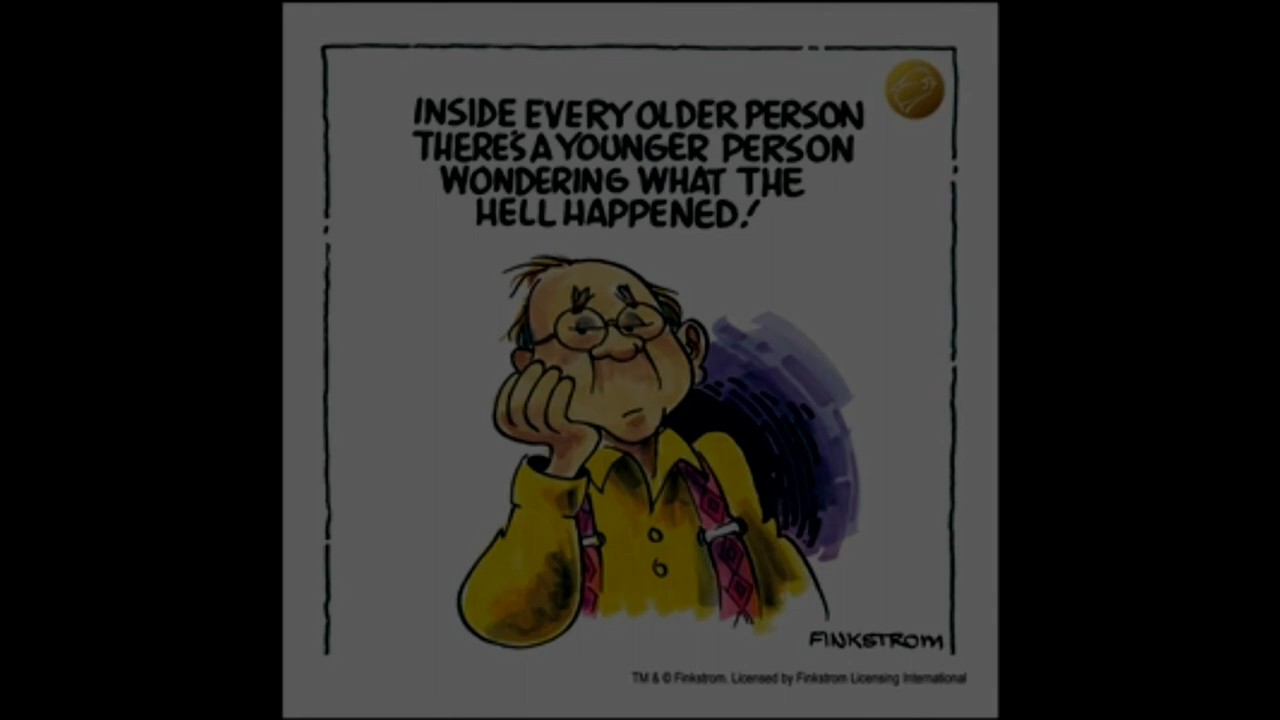 INSIDE EVERY OLDER PERSON
THERE'S A YOUNGER PERSON
WONDERING WHAT THE
HELL HAPPENED!
FINKSTROM
TM & © Finkstrom. Licensed by Finkstrom Licensing International